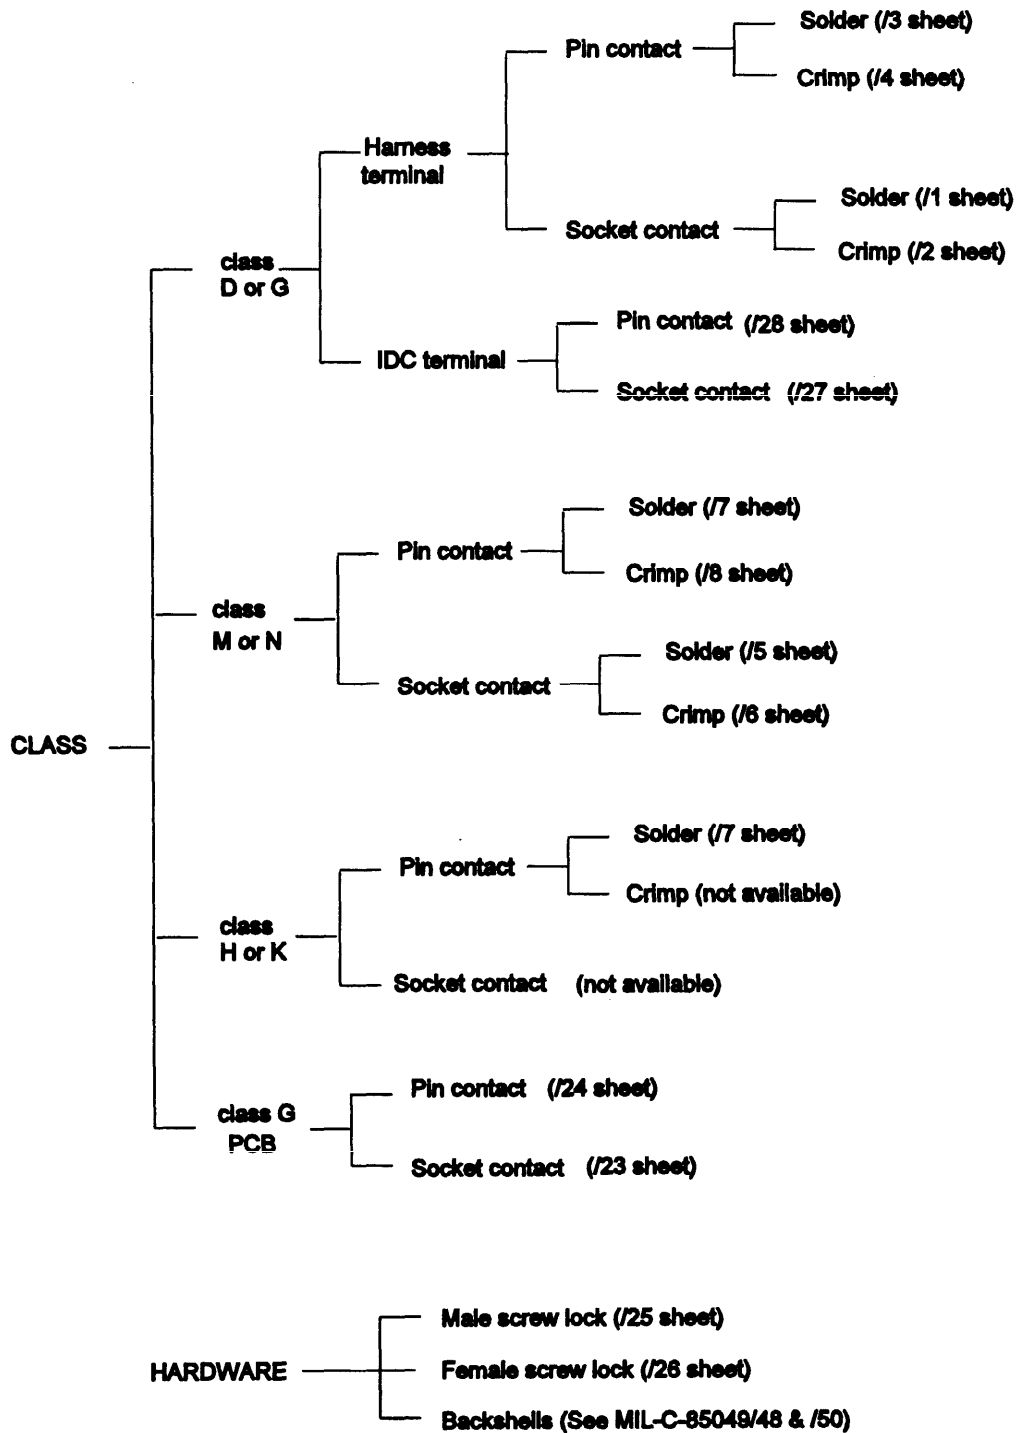 Solder (/3 sheet)
Pin contact
Crimp (/4 sheet)
Harness
terminal
Solder (/1 sheet)
Socket contact
Crimp (/2 sheet)
class
D or G
Pin contact (/28 sheet)
IDC terminal
Socket contact (/27 sheet)
Solder (/7 sheet)
Pin contact
Crimp (/8 sheet)
class
M or N
Solder (/5 sheet)
Socket contact
Crimp (/6 sheet)
CLASS
Solder (/7 sheet)
Pin contact
Crimp (not available)
class
H or K
Socket contact (not available)
Pin contact (/24 sheet)
class G
PCB
Socket contact (/23 sheet)
Male screw lock (/25 sheet)
HARDWARE
Female screw lock (/26 sheet)
Backshells (See MIL-C-85049/48 & /50)